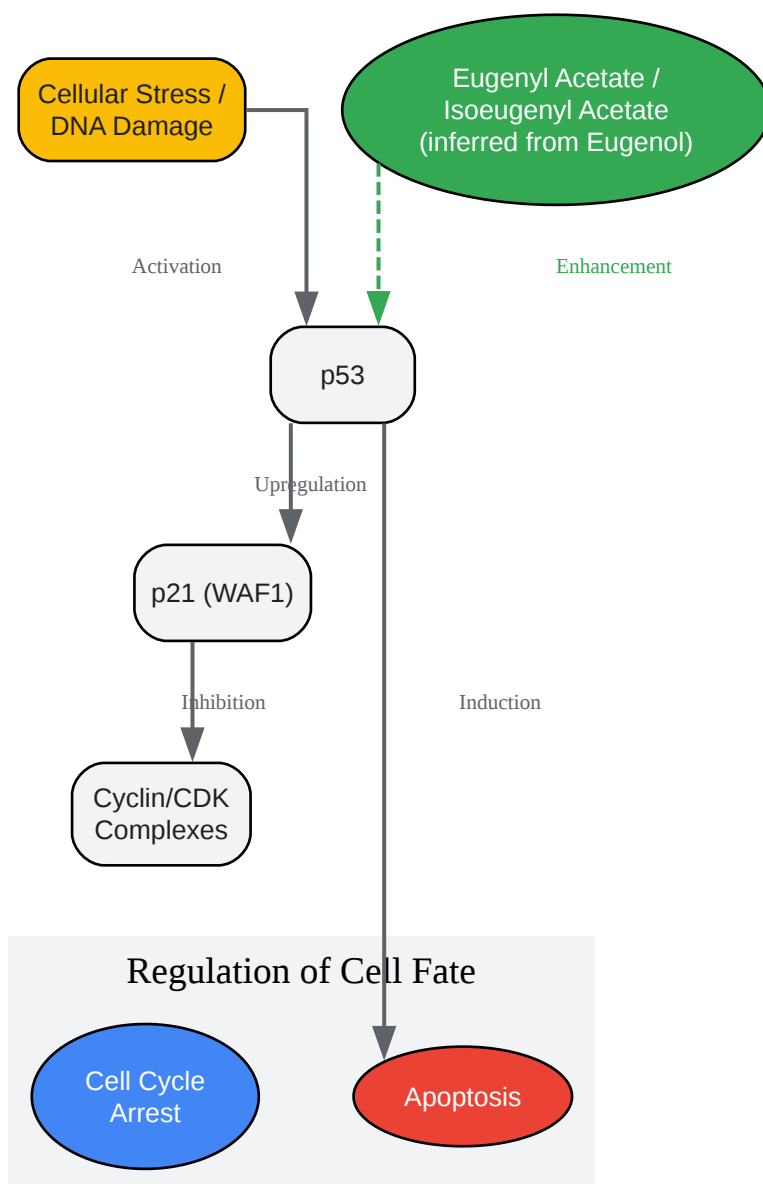 Cellular Stress /
DNA Damage
Eugenyl Acetate /
Isoeugenyl Acetate
(inferred from Eugenol)
Activation
Enhancement
p53
Upregulation
p21 (WAF1)
Inhibition
Induction
Cyclin/CDK
Complexes
Regulation of Cell Fate
Cell Cycle
Arrest
Apoptosis